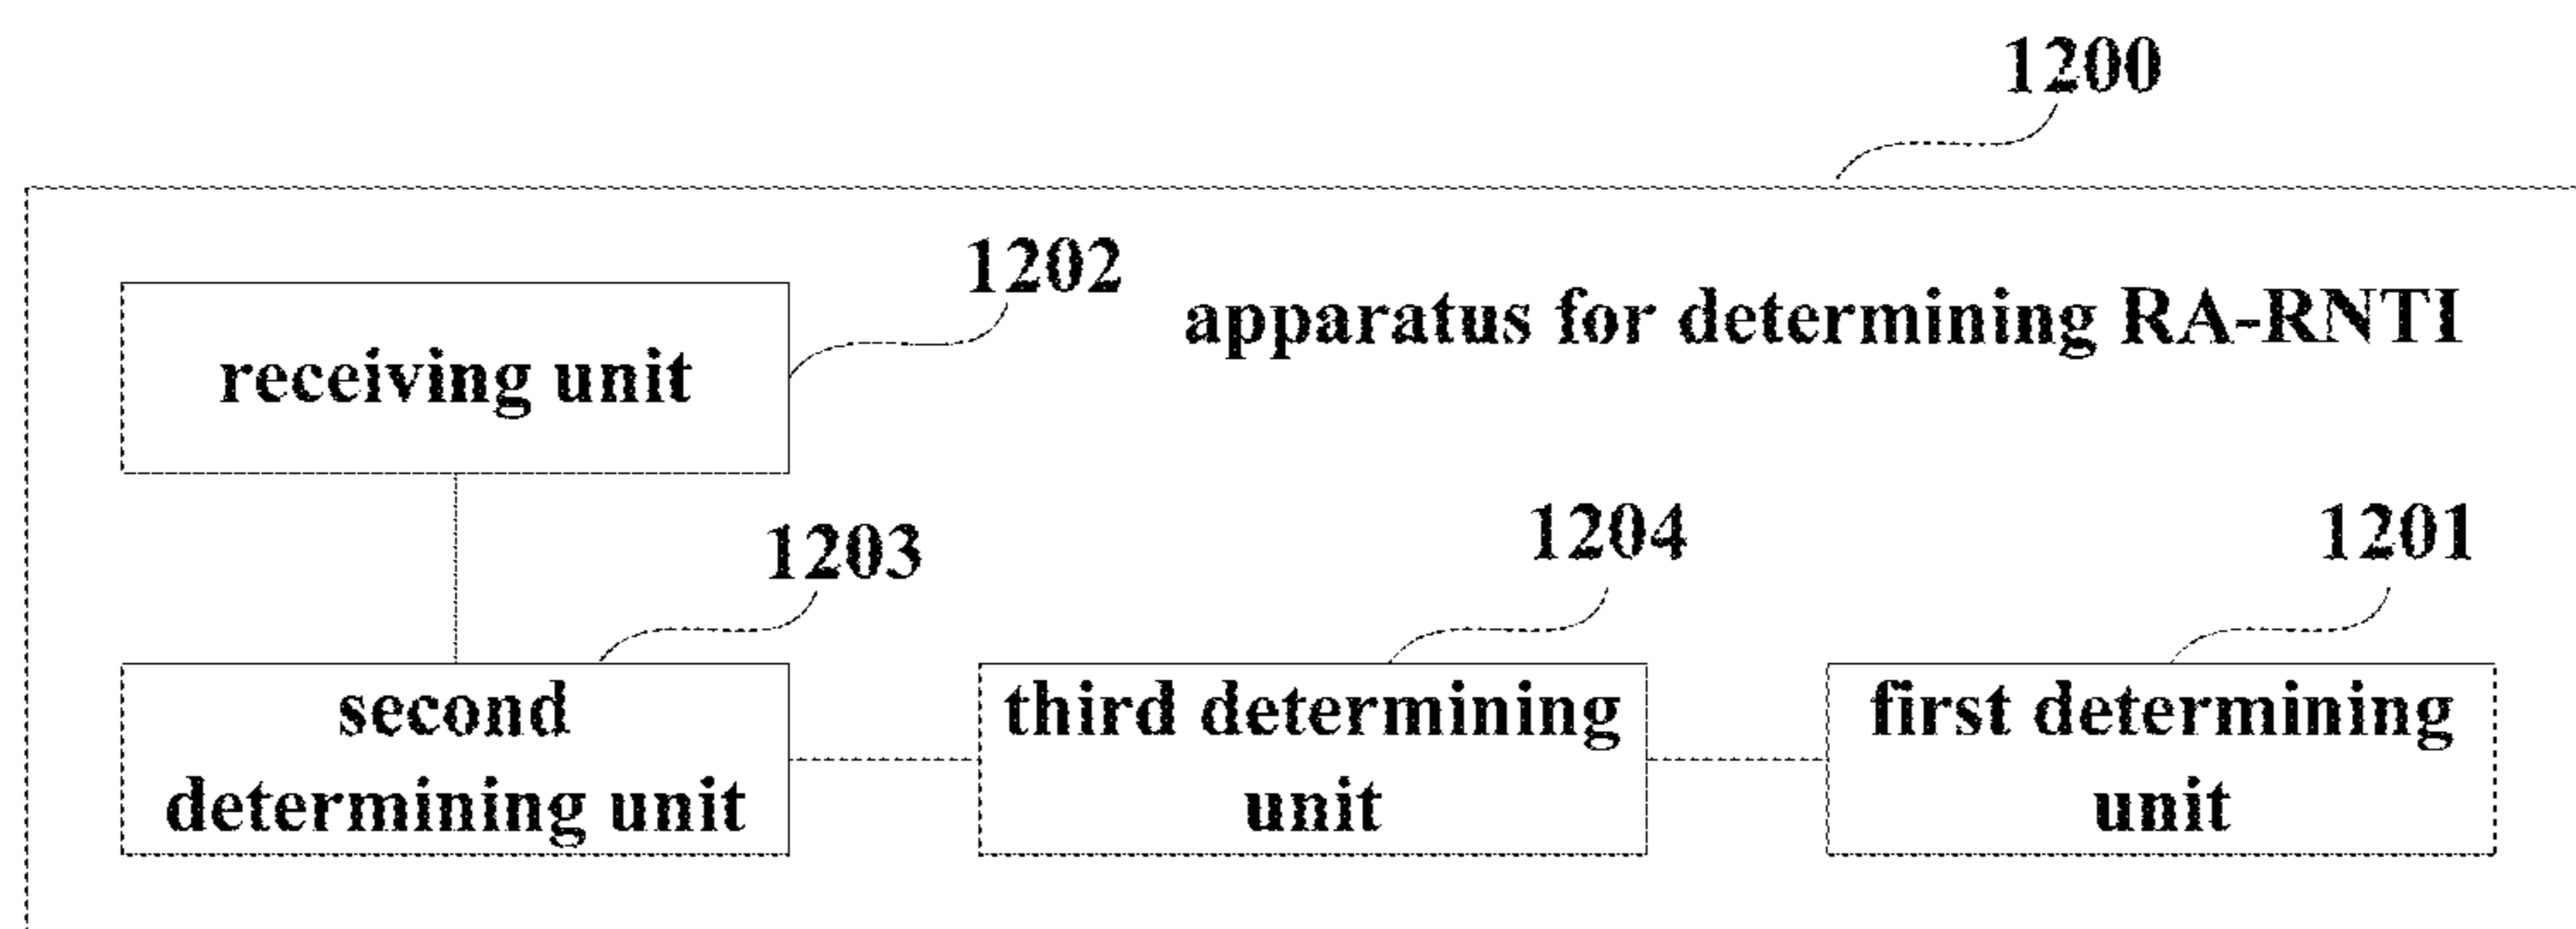 1200
1202
apparatus for determining RA-RNTI
receiving unit
1203
1204
1201
second
determining unit
third determining
unit
first determining
unit